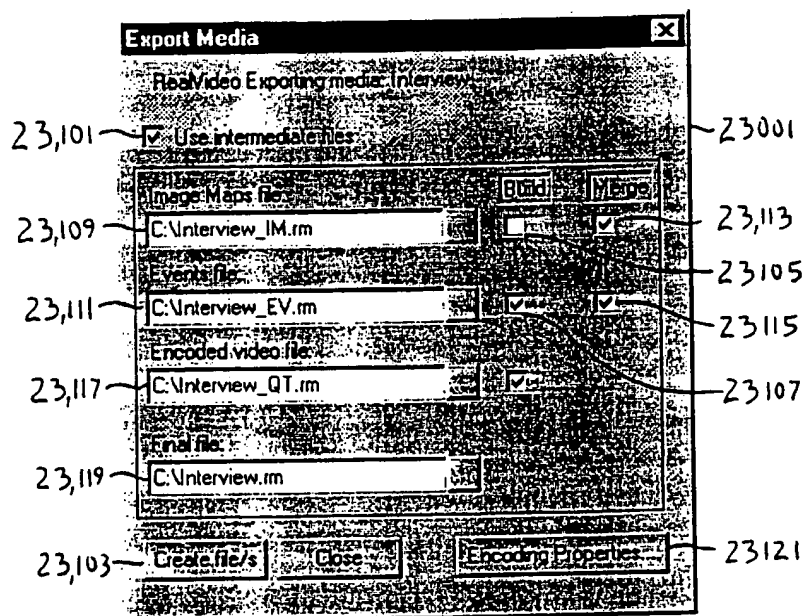 Export Media
RealVideo Exporting media: Interview
23,101
Use intermediate files
23001
Image Maps file:
Build
Merge
23,109
C:\Interview_IM.rm
23,113
23105
Events file:
23,111
C:\Interview_EV.rm
23115
Encoded video file:
23,117
C:\Interview_QT.rm
23107
Final file:
23,119
C:\Interview.rm
23,103
Create file/s
Close
Encoding Properties...
23121